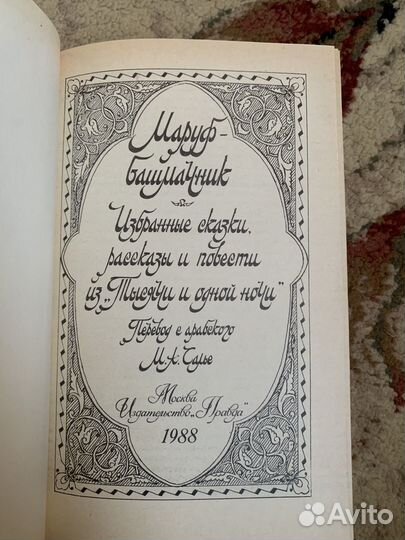 Маруф-
башмачник
Избранные сказки,
рассказы и повести
из „Тысячи и одной ночи"
Перевод с арабского
М.А. Салье
Москва
Издательство „Правда"
1988
Avito